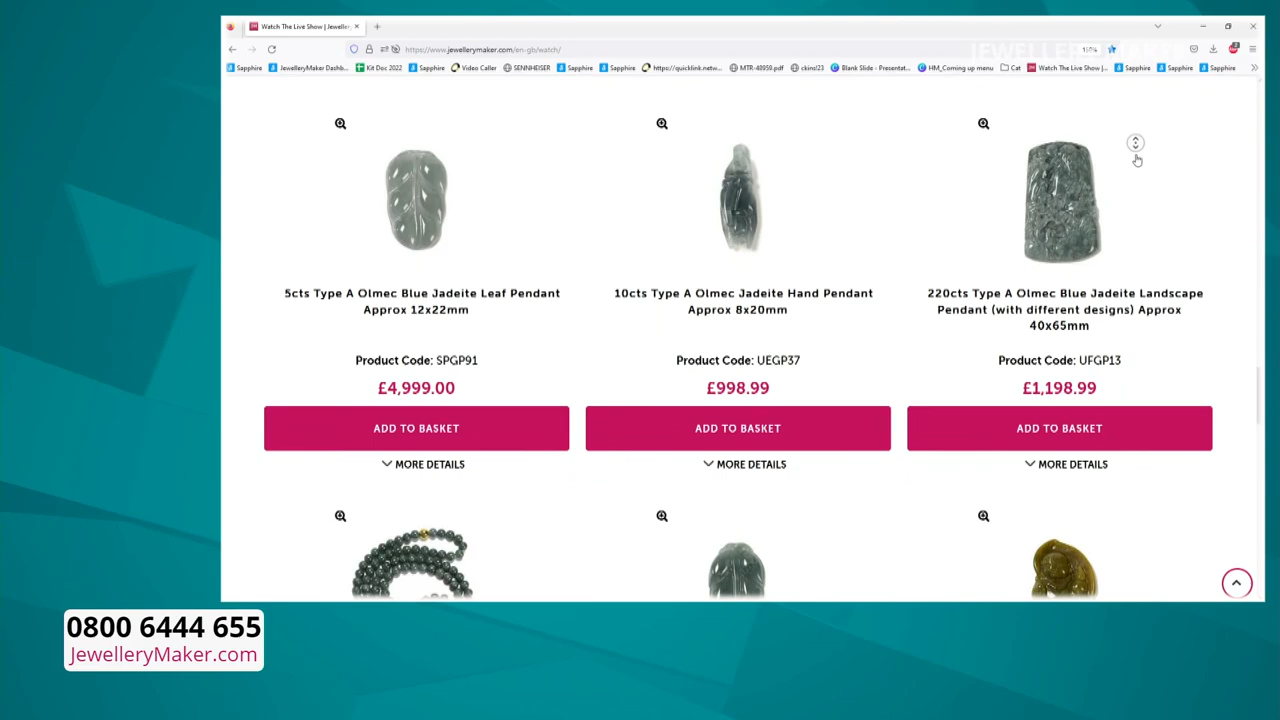 Watch The Live Show | Jeweller
https://www.jewellerymaker.com/en-gb/watch/
JEWELLERYMAKER
Sapphire
JewelleryMaker Dashb...
Kit Doc 2022
Sapphire
Video Caller
SENNHEISER
Sapphire
Sapphire
https://quicklink.netw...
MTR-48959.pdf
ckins!23
Blank Slide - Presentat...
HM_Coming up menu
Cat
Watch The Live Show |...
Sapphire
Sapphire
Sapphire
5cts Type A Olmec Blue Jadeite Leaf Pendant
Approx 12x22mm
Product Code: SPGP91
£4,999.00
ADD TO BASKET
MORE DETAILS
10cts Type A Olmec Jadeite Hand Pendant
Approx 8x20mm
Product Code: UEGP37
£998.99
ADD TO BASKET
MORE DETAILS
220cts Type A Olmec Blue Jadeite Landscape
Pendant (with different designs) Approx
40x65mm
Product Code: UFGP13
£1,198.99
ADD TO BASKET
MORE DETAILS
0800 6444 655
JewelleryMaker.com